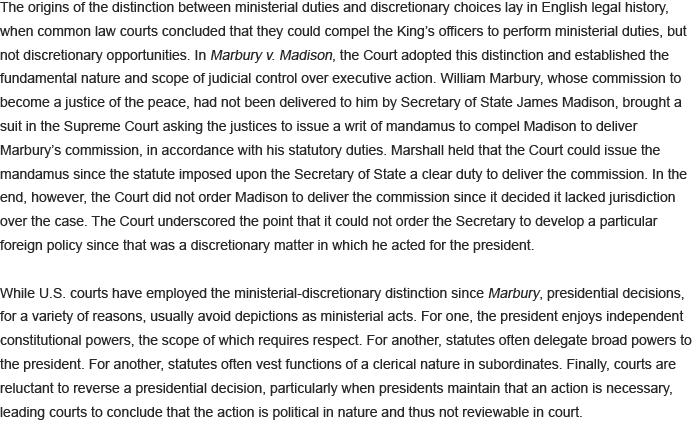 The origins of the distinction between ministerial duties and discretionary choices lay in English legal history,
when common law courts concluded that they could compel the King's officers to perform ministerial duties, but
not discretionary opportunities. In Marbury v. Madison, the Court adopted this distinction and established the
fundamental nature and scope of judicial control over executive action. William Marbury, whose commission to
become a justice of the peace, had not been delivered to him by Secretary of State James Madison, brought a
suit in the Supreme Court asking the justices to issue a writ of mandamus to compel Madison to deliver
Marbury's commission, in accordance with his statutory duties. Marshall held that the Court could issue the
mandamus since the statute imposed upon the Secretary of State a clear duty to deliver the commission. In the
end, however, the Court did not order Madison to deliver the commission since it decided it lacked jurisdiction
over the case. The Court underscored the point that it could not order the Secretary to develop a particular
foreign policy since that was a discretionary matter in which he acted for the president.

While U.S. courts have employed the ministerial-discretionary distinction since Marbury, presidential decisions,
for a variety of reasons, usually avoid depictions as ministerial acts. For one, the president enjoys independent
constitutional powers, the scope of which requires respect. For another, statutes often delegate broad powers to
the president. For another, statutes often vest functions of a clerical nature in subordinates. Finally, courts are
reluctant to reverse a presidential decision, particularly when presidents maintain that an action is necessary,
leading courts to conclude that the action is political in nature and thus not reviewable in court.